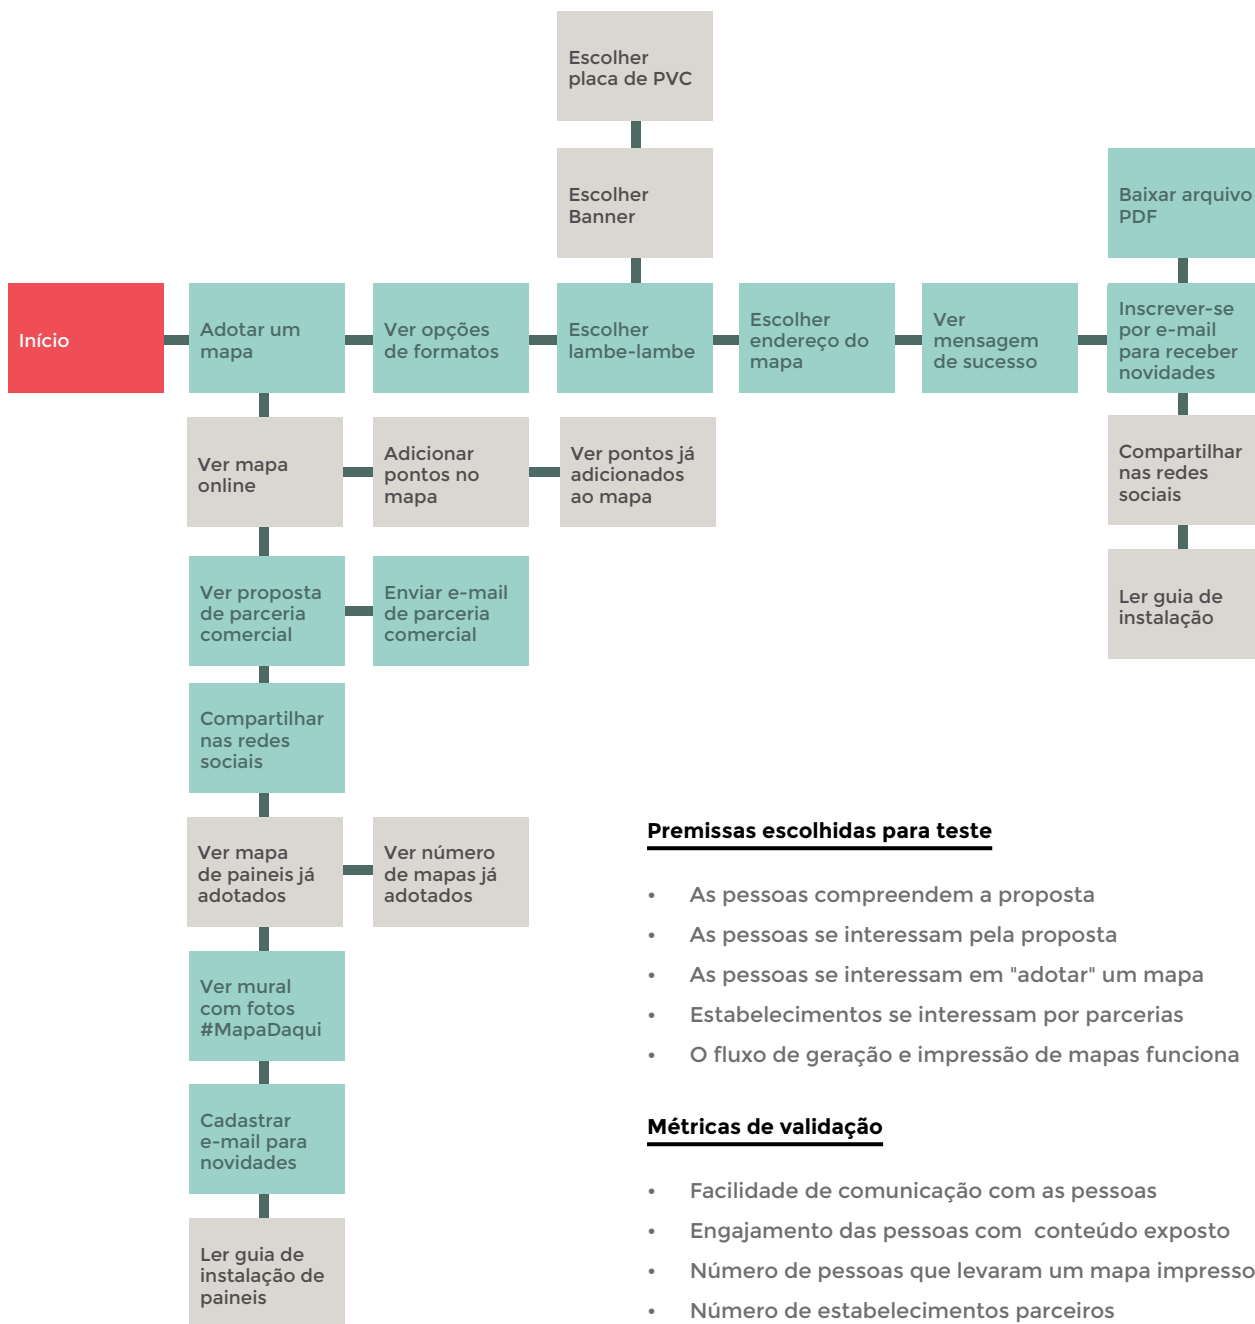 Escolher
placa de PVC
Escolher
Banner
Baixar arquivo
PDF
Início
Adotar um
mapa
Ver opções
de formatos
Escolher
lambe-lambe
Escolher
endereço do
mapa
Ver
mensagem
de sucesso
Inscrever-se
por e-mail
para receber
novidades
Ver mapa
online
Adicionar
pontos no
mapa
Ver pontos já
adicionados
ao mapa
Compartilhar
nas redes
sociais
Ver proposta
de parceria
comercial
Enviar e-mail
de parceria
comercial
Ler guia de
instalação
Compartilhar
nas redes
sociais
Ver mapa
de paineis já
adotados
Ver número
de mapas já
adotados
Ver mural
com fotos
#MapaDaqui
Cadastrar
e-mail para
novidades
Ler guia de
instalação de
paineis
Premissas escolhidas para teste
• As pessoas compreendem a proposta
• As pessoas se interessam pela proposta
• As pessoas se interessam em "adotar" um mapa
• Estabelecimentos se interessam por parcerias
• O fluxo de geração e impressão de mapas funciona
Métricas de validação
• Facilidade de comunicação com as pessoas
• Engajamento das pessoas com conteúdo exposto
• Número de pessoas que levaram um mapa impresso
• Número de estabelecimentos parceiros